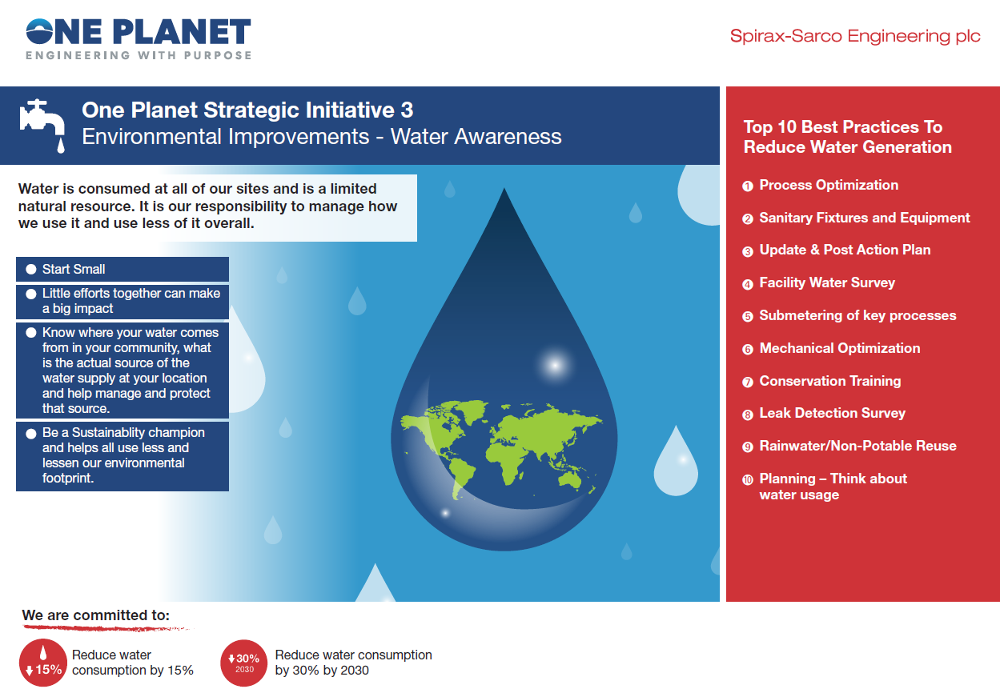 ONE PLANET
ENGINEERING WITH PURPOSE
Spirax-Sarco Engineering plc
One Planet Strategic Initiative 3
Environmental Improvements - Water Awareness
Water is consumed at all of our sites and is a limited
natural resource. It is our responsibility to manage how
we use it and use less of it overall.
Start Small
Little efforts together can make
a big impact
Know where your water comes
from in your community, what
is the actual source of the
water supply at your location
and help manage and protect
that source.
Be a Sustainablity champion
and helps all use less and
lessen our environmental
footprint.
Top 10 Best Practices To
Reduce Water Generation
1 Process Optimization
2 Sanitary Fixtures and Equipment
3 Update & Post Action Plan
4 Facility Water Survey
5 Submetering of key processes
6 Mechanical Optimization
7 Conservation Training
8 Leak Detection Survey
9 Rainwater/Non-Potable Reuse
10 Planning – Think about
water usage
We are committed to:
15%
Reduce water
consumption by 15%
30%
2030
Reduce water consumption
by 30% by 2030